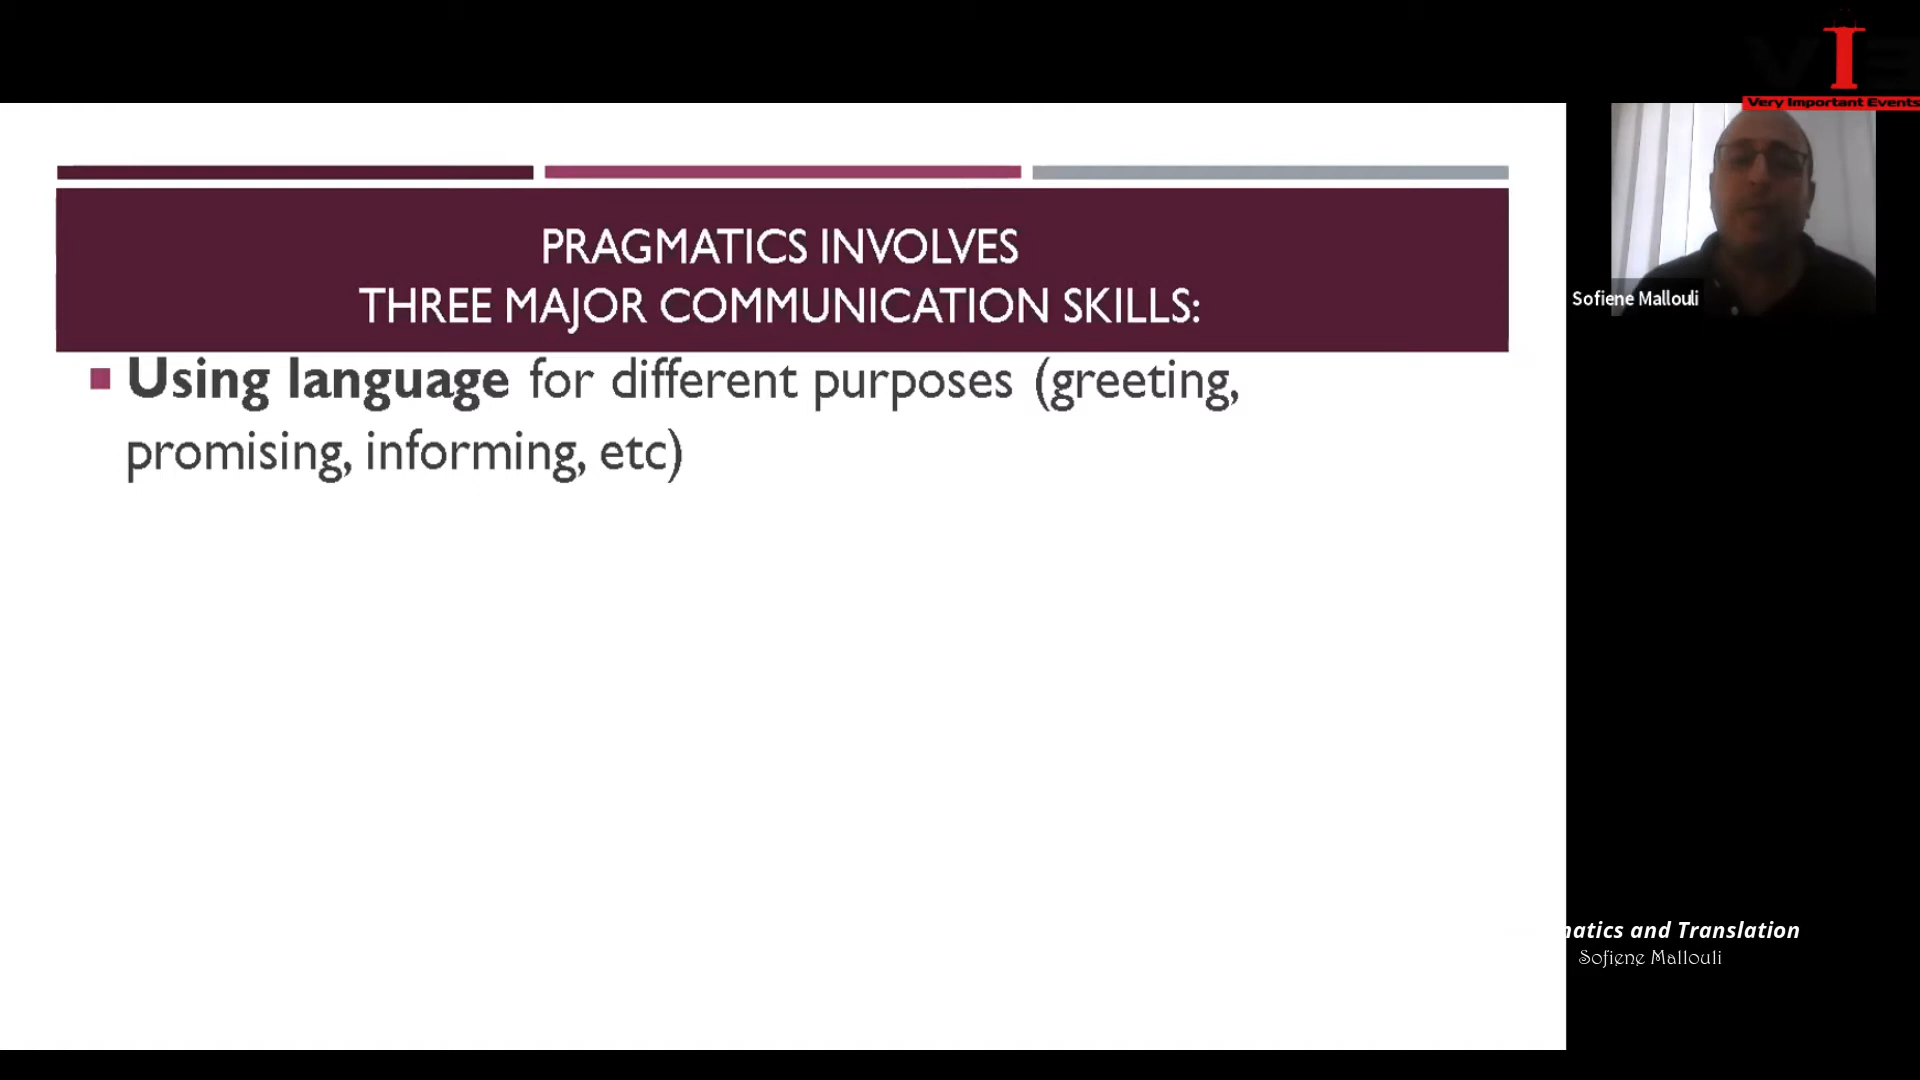 Very Important Events
PRAGMATICS INVOLVES
THREE MAJOR COMMUNICATION SKILLS:
Using language for different purposes (greeting,
promising, informing, etc)
Sofiene Mallouli
matics and Translation
Sofiene Mallouli